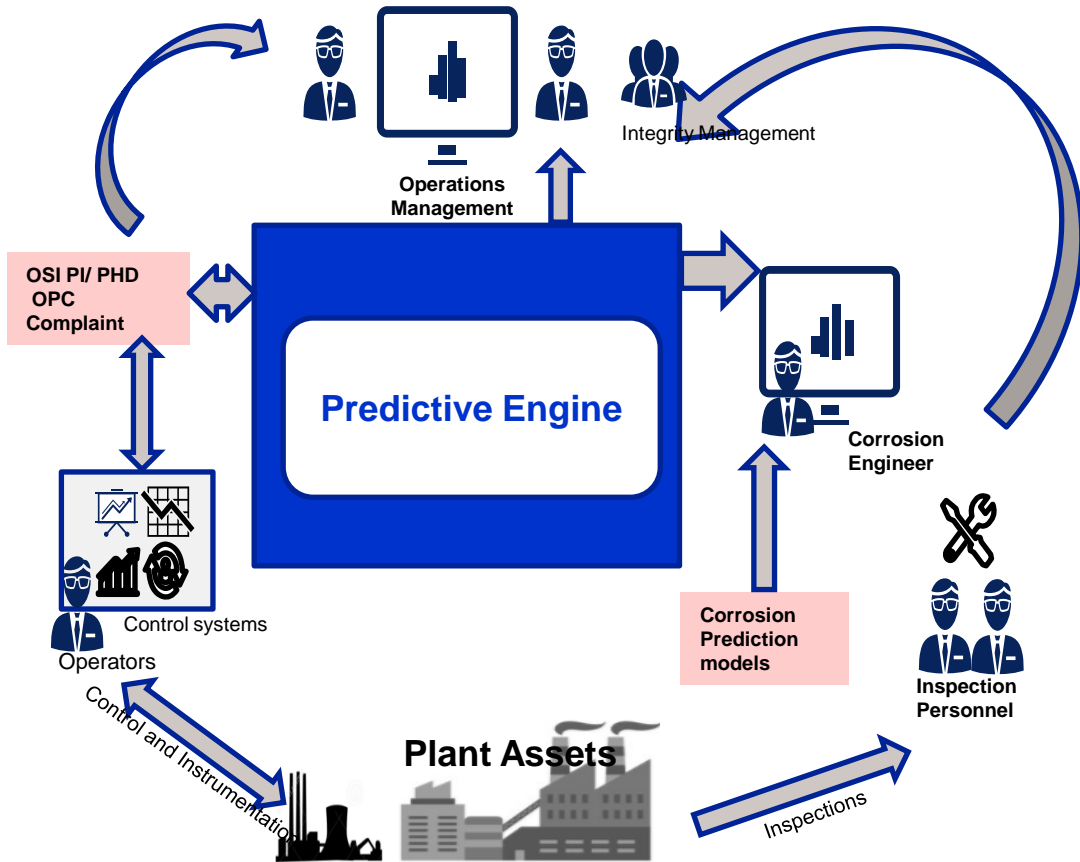 Integrity Management
Operations
Management
OSI PI/ PHD
OPC
Complaint
Predictive Engine
Corrosion
Engineer
Control systems
Operators
Corrosion
Prediction
models
Inspection
Personnel
Control and Instrumentation
Plant Assets
Inspections